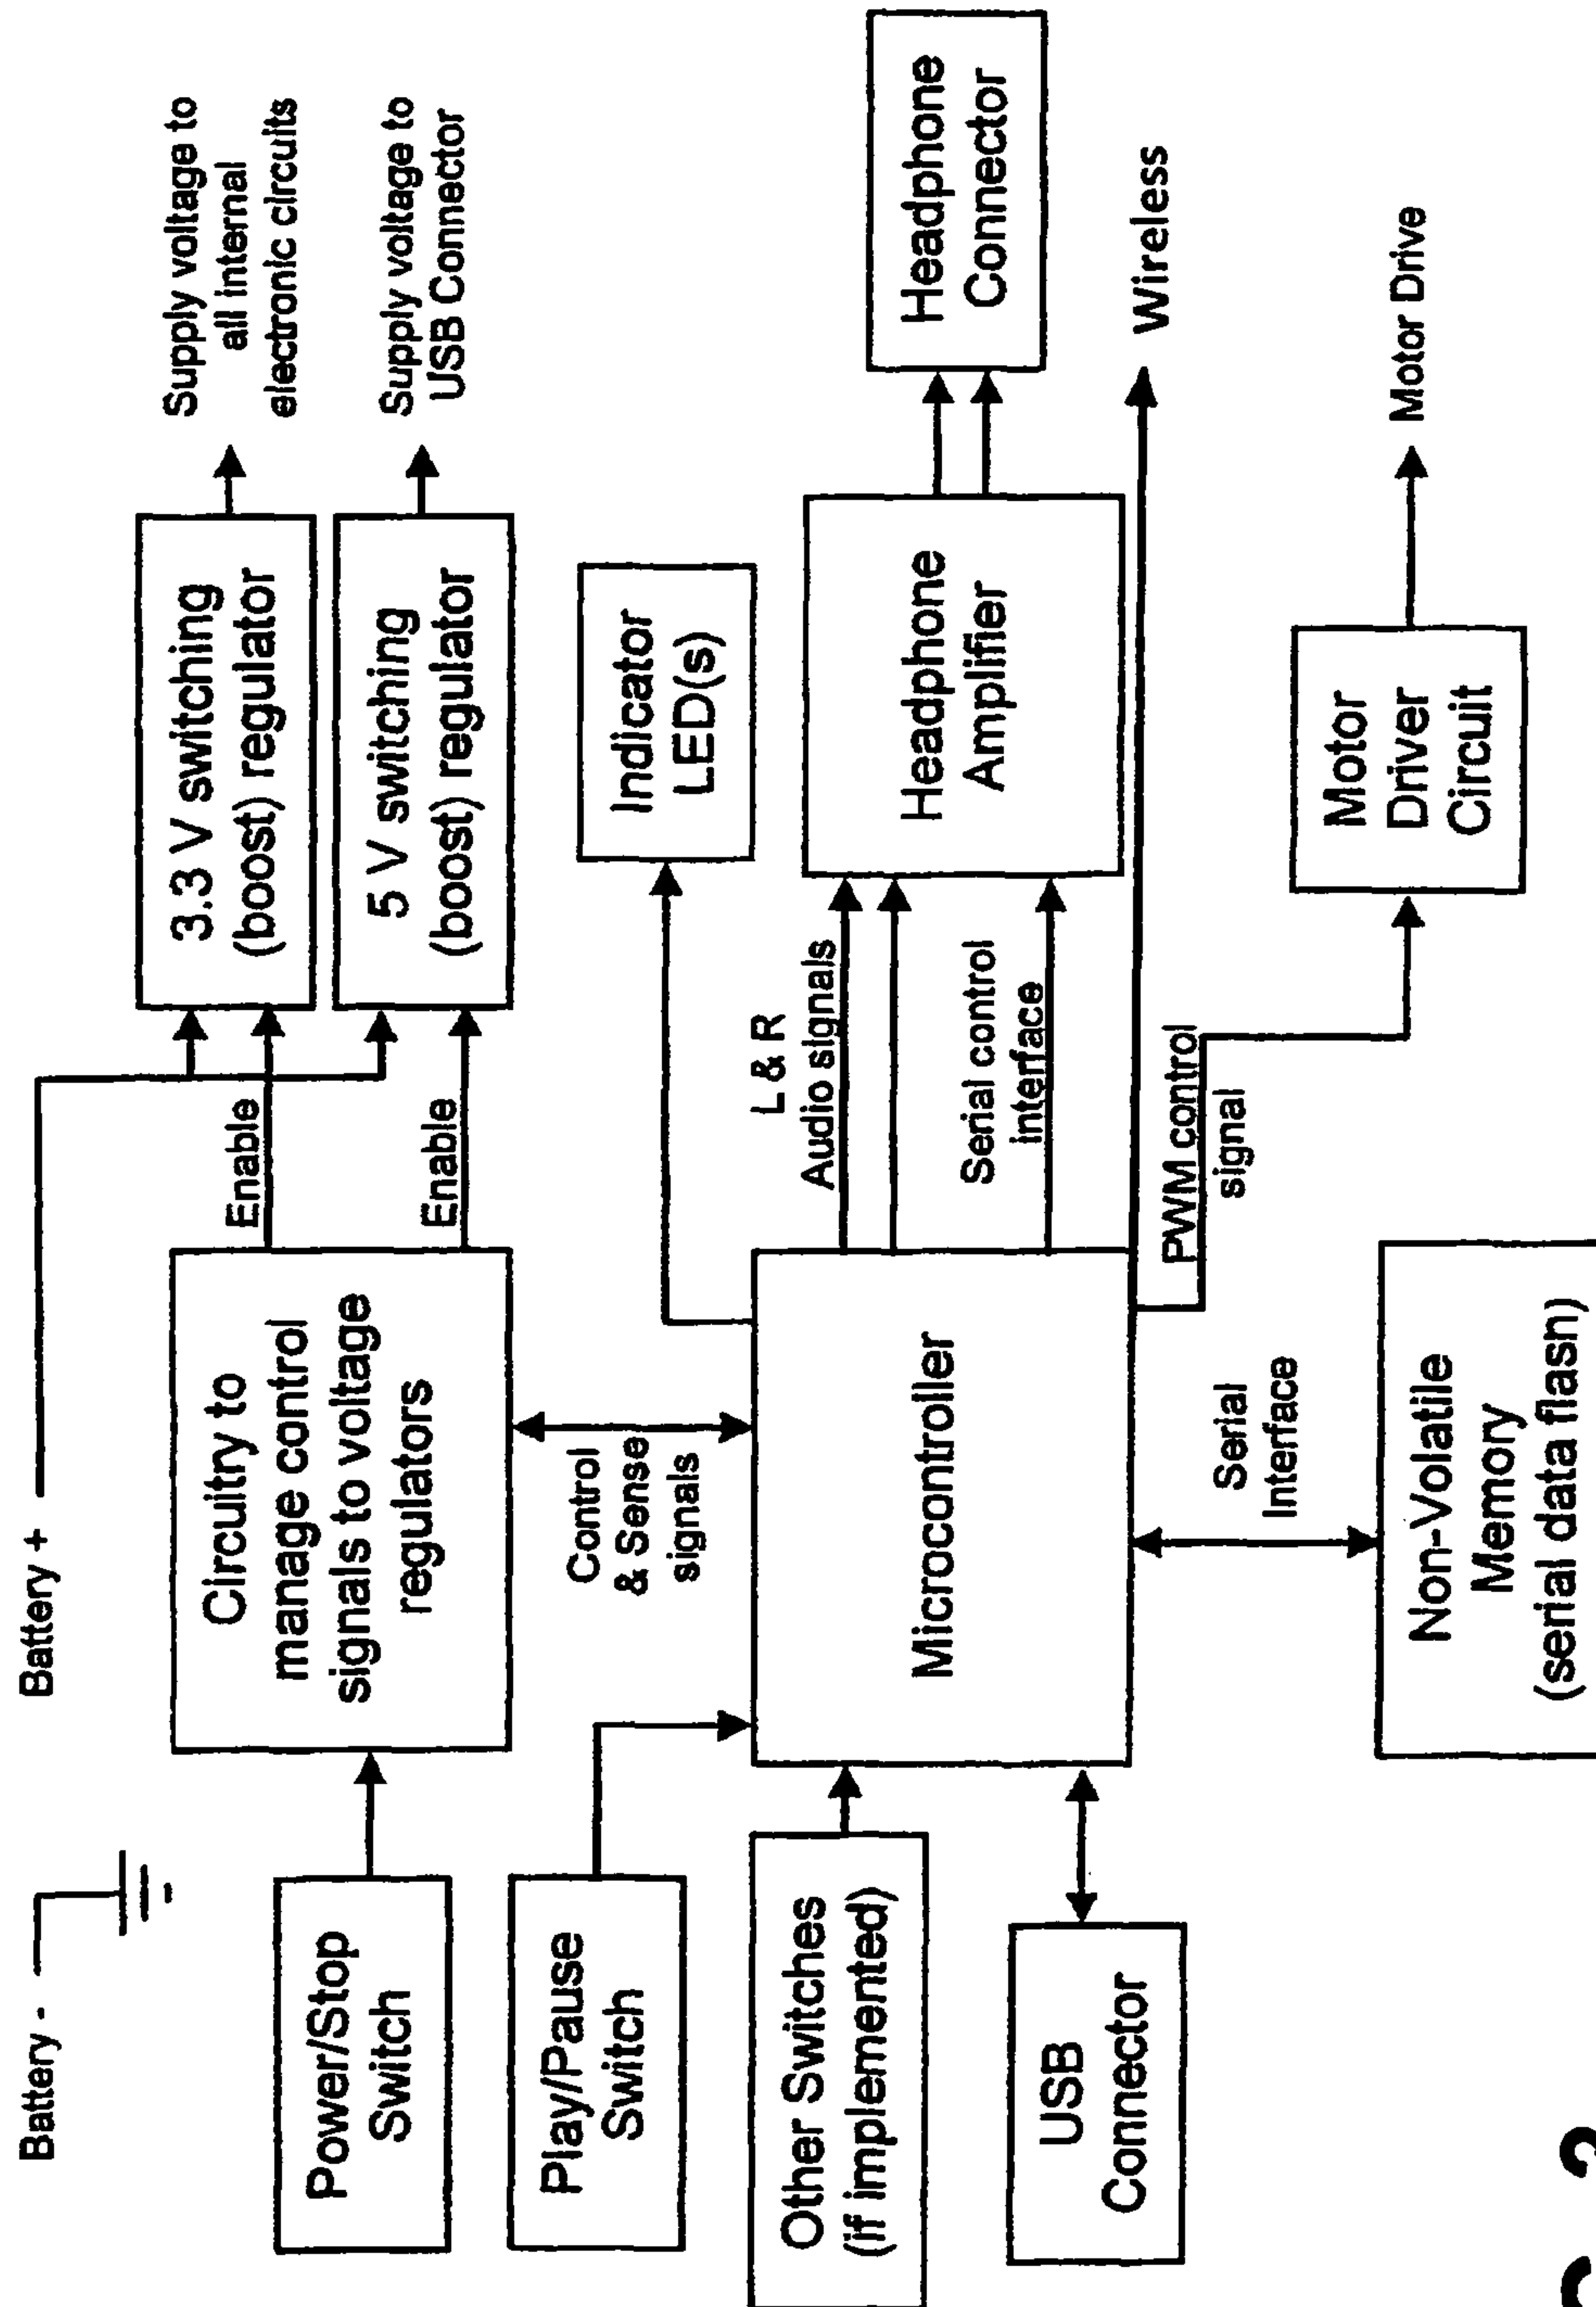 Battery -
Battery +
Power/Stop
Switch
Circuitry to
manage control
signals to voltage
regulators
Enable
Enable
3.3 V switching
(boost) regulator
5 V switching
(boost) regulator
Supply voltage to
all internal
electronic circuits
Supply voltage to
USB Connector
Play/Pause
Switch
Control
& Sense
signals
Indicator
LED(s)
Other Switches
(if implemented)
Microcontroller
L & R
Audio signals
Serial control
interface
Headphone
Amplifier
Headphone
Connector
Wireless
USB
Connector
PWM control
signal
Motor
Driver
Circuit
Motor Drive
Serial
Interface
Non-Volatile
Memory
(serial data flasn)